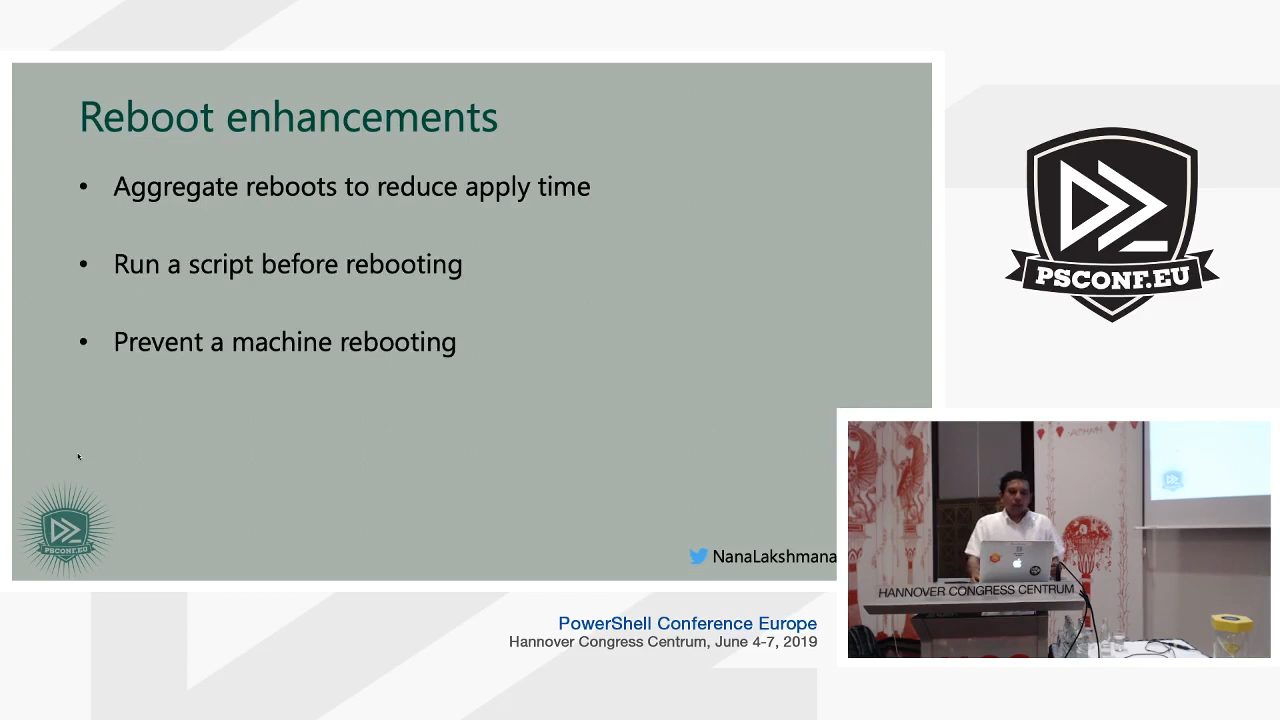 Reboot enhancements
• Aggregate reboots to reduce apply time
• Run a script before rebooting
• Prevent a machine rebooting
PSCONF.EU
PSCONF.EU
NanaLakshmana
HANNOVER CONGRESS CENTRUM
PowerShell Conference Europe
Hannover Congress Centrum, June 4-7, 2019